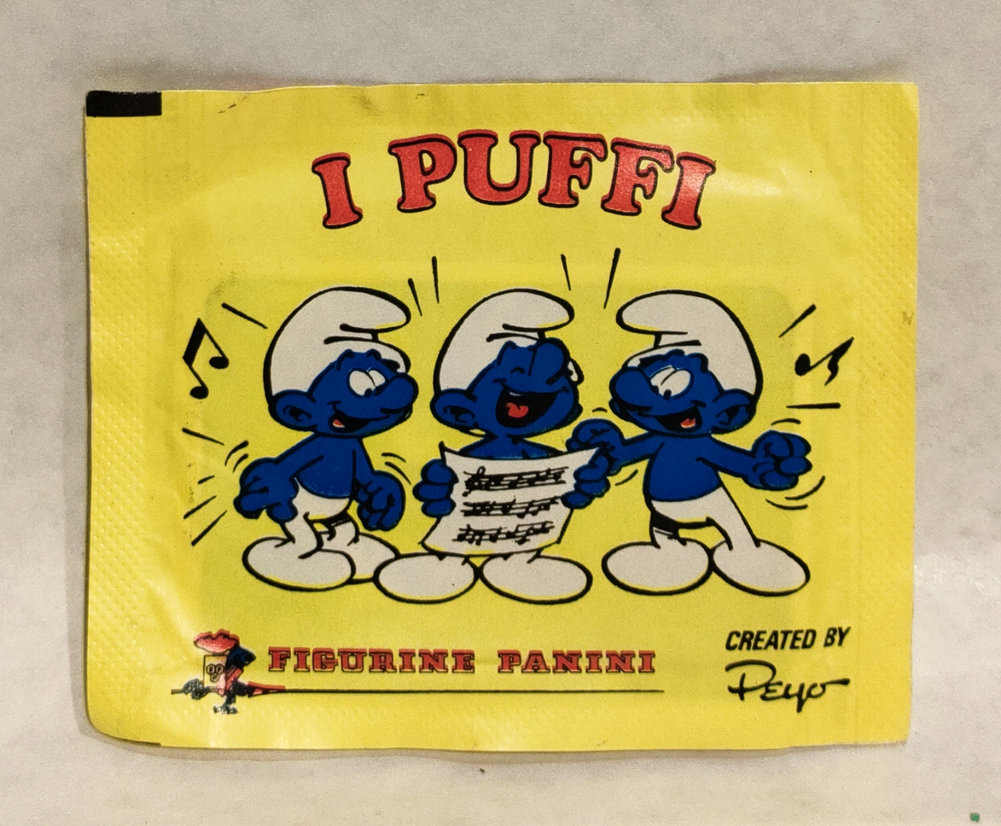 I PUFFI
FIGURINE PANINI
CREATED BY
Peyo